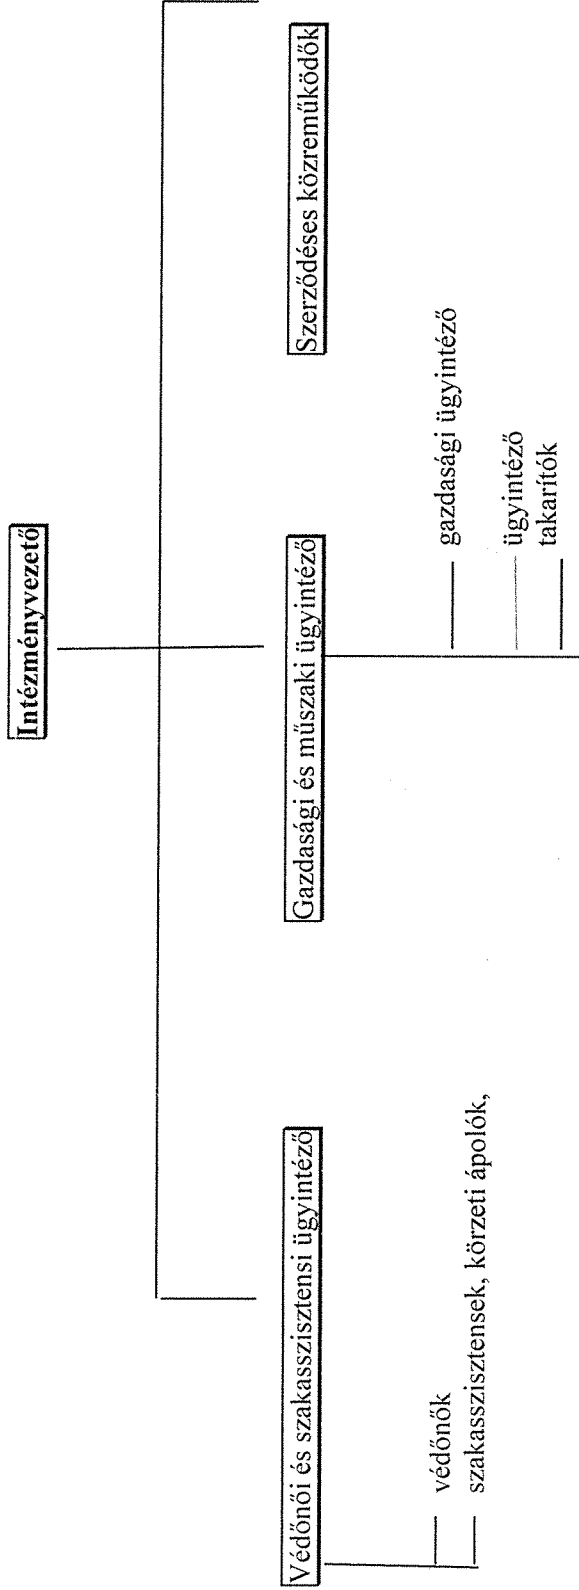 Intézményvezető
Védőnői és szakasszisztensi ügyintéző
Gazdasági és műszaki ügyintéző
Szerződéses közreműködők
védőnők
szakasszisztensek, körzeti ápolók,
gazdasági ügyintéző
ügyintéző
takarítók